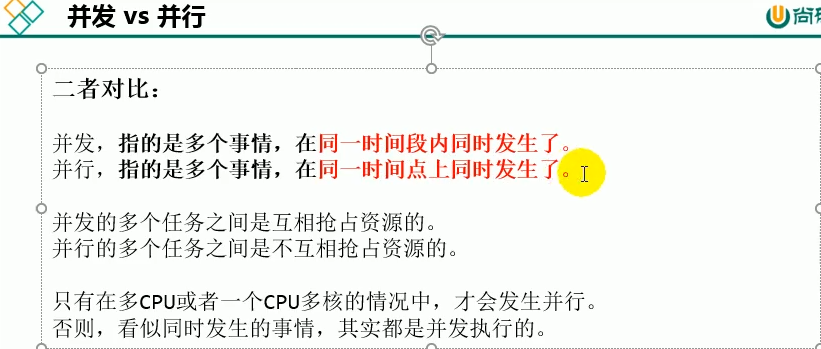 并发 vs 并行
尚硅
二者对比：
并发，指的是多个事情，在同一时间段内同时发生了。
并行，指的是多个事情，在同一时间点上同时发生了。
并发的多个任务之间是互相抢占资源的。
并行的多个任务之间是不互相抢占资源的。
只有在多CPU或者一个CPU多核的情况中，才会发生并行。
否则，看似同时发生的事情，其实都是并发执行的。